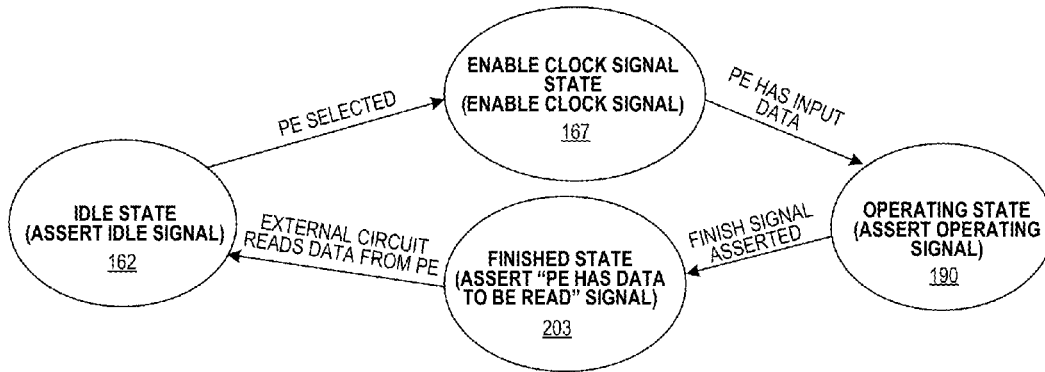 ENABLE CLOCK SIGNAL
STATE
(ENABLE CLOCK SIGNAL)
167
PE SELECTED
PE HAS INPUT
DATA
IDLE STATE
(ASSERT IDLE SIGNAL)
162
EXTERNAL CIRCUIT
READS DATA FROM PE
FINISHED STATE
(ASSERT “PE HAS DATA
TO BE READ” SIGNAL)
203
FINISH SIGNAL
ASSERTED
OPERATING STATE
(ASSERT OPERATING
SIGNAL)
190